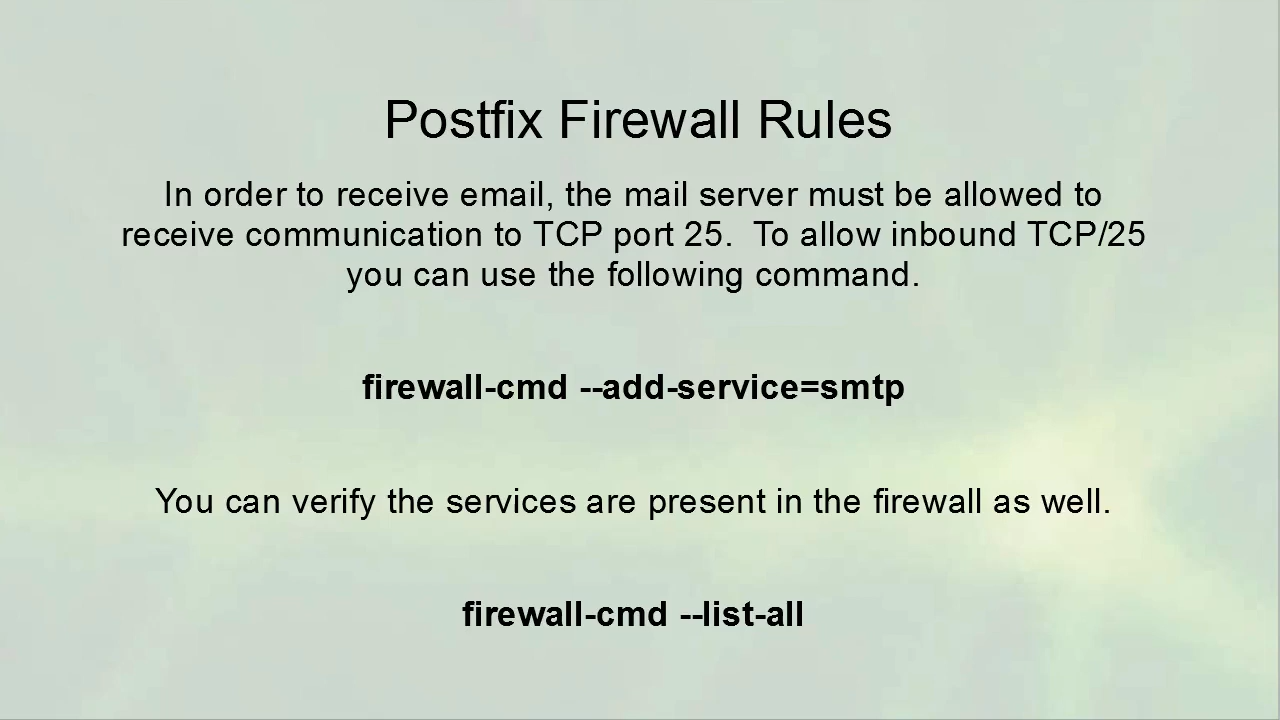 Postfix Firewall Rules
In order to receive email, the mail server must be allowed to
receive communication to TCP port 25.  To allow inbound TCP/25
you can use the following command.
firewall-cmd --add-service=smtp
You can verify the services are present in the firewall as well.
firewall-cmd --list-all